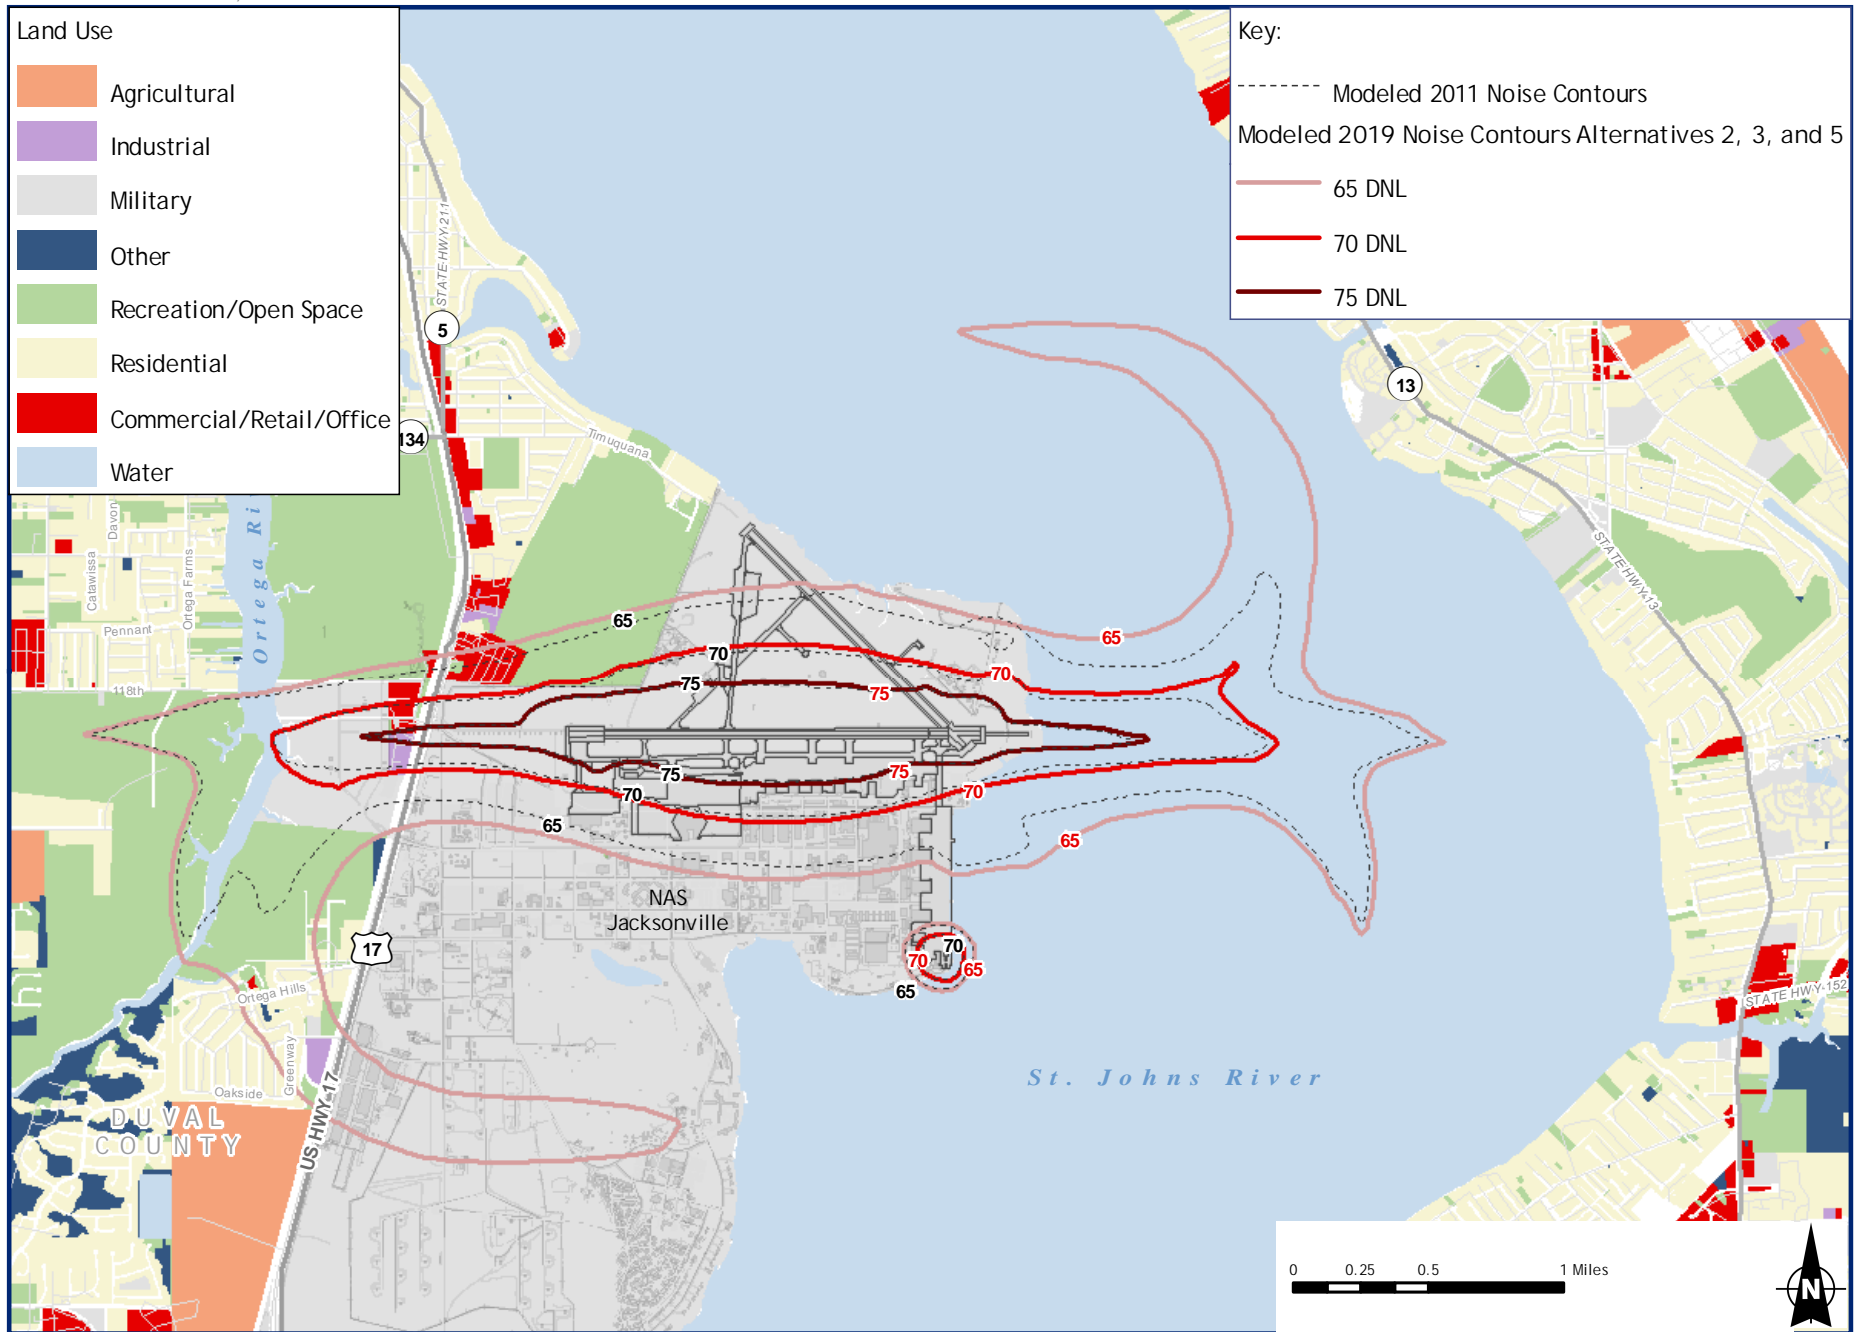 Land Use
Agricultural
Industrial
Military
Other
Recreation/Open Space
Residential
Commercial/Retail/Office
Water
Key:
Modeled 2011 Noise Contours
Modeled 2019 Noise Contours Alternatives 2, 3, and 5
65 DNL
70 DNL
75 DNL
STATE HWY 211
5
134
13
Timuquana
STATE HWY 13
Ortega Ri
Catawissa
Davon
Ortega Farms
Pennant
118th
65
70
75
75
70
65
65
70
75
75
70
65
NAS
Jacksonville
17
70
70
65
65
Ortega Hills
Greenway
Oakside
DUVAL
COUNTY
US HWY 17
St. Johns River
STATE HWY 152
0 0.25 0.5 1 Miles
N